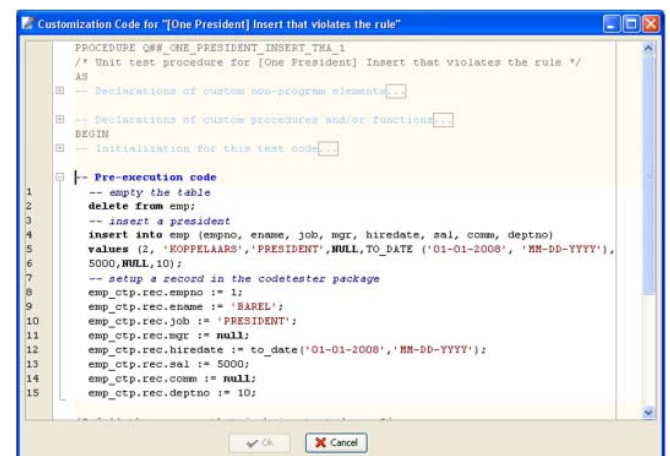 Customization Code for "[One President] Insert that violates the rule"
PROCEDURE Q##_ONE_PRESIDENT_INSERT_THA_1
/* Unit test procedure for [One President] Insert that violates the rule */
AS
-- Declarations of custom non-program elements...
-- Declarations of custom procedures and/or functions...
BEGIN
-- Initialization for this test code...
-- Pre-execution code
1 -- empty the table
2 delete from emp;
3 -- insert a president
4 insert into emp (empno, ename, job, mgr, hiredate, sal, comm, deptno)
5 values (2, 'KOPPELAARS','PRESIDENT',NULL,TO_DATE ('01-01-2008', 'MM-DD-YYYY'),
6 5000,NULL,10);
7 -- setup a record in the codetester package
8 emp_ctp.rec.empno := 1;
9 emp_ctp.rec.ename := 'BAREL';
10 emp_ctp.rec.job := 'PRESIDENT';
11 emp_ctp.rec.mgr := null;
12 emp_ctp.rec.hiredate := to_date('01-01-2008','MM-DD-YYYY');
13 emp_ctp.rec.sal := 5000;
14 emp_ctp.rec.comm := null;
15 emp_ctp.rec.deptno := 10;
Ok Cancel